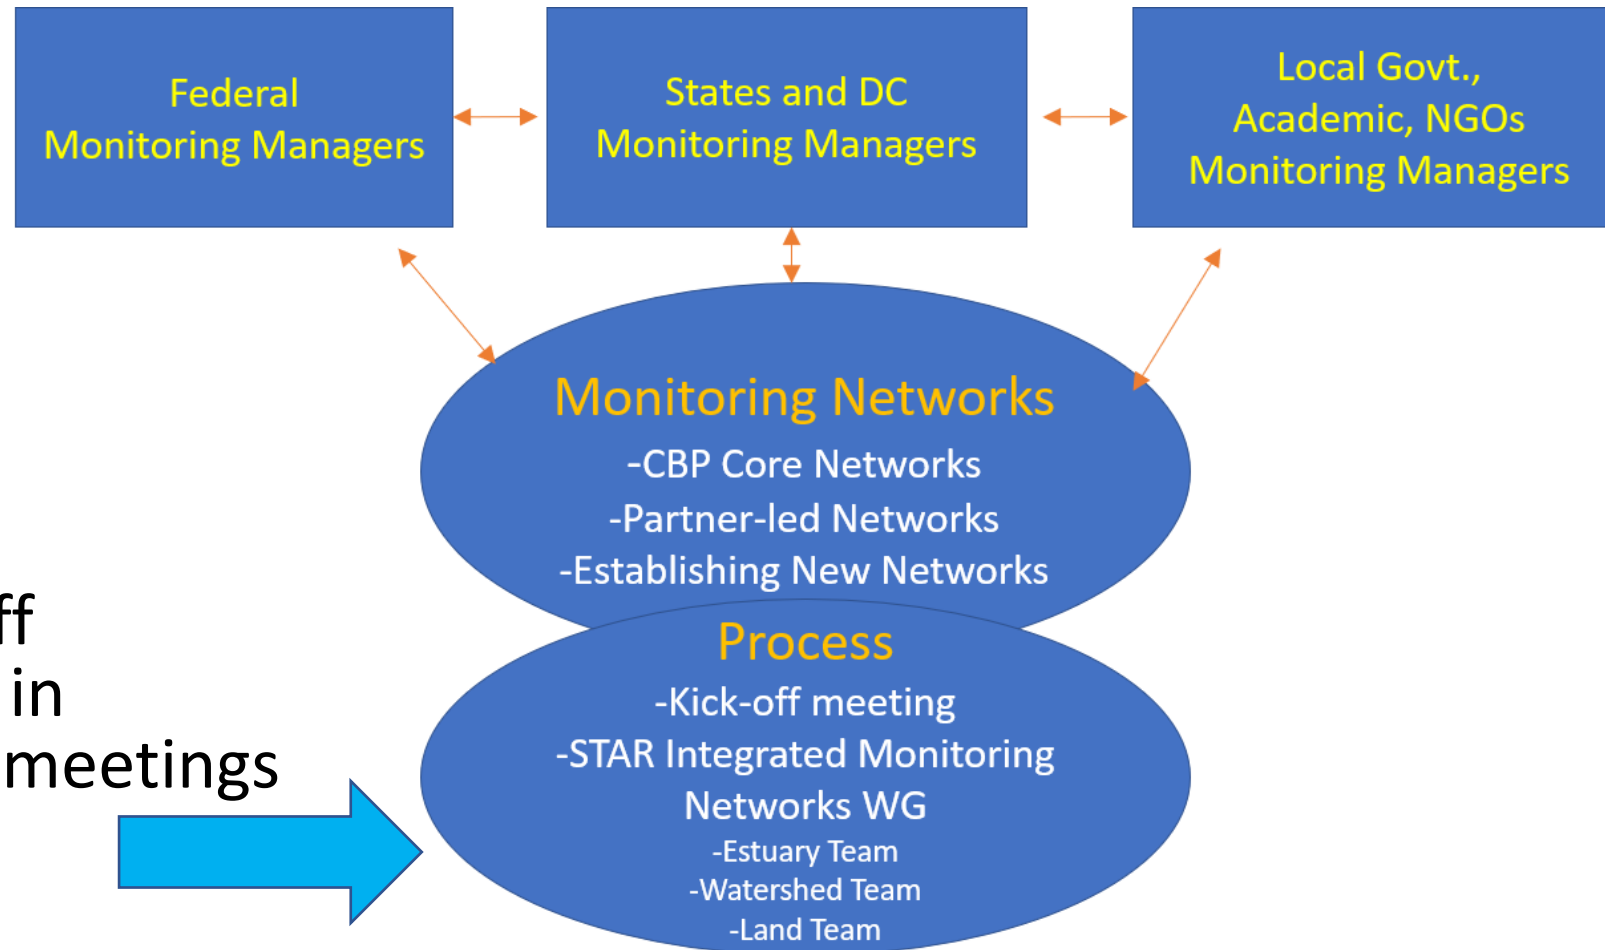 Federal
Monitoring Managers
States and DC
Monitoring Managers
Local Govt.,
Academic, NGOs
Monitoring Managers
Monitoring Networks
-CBP Core Networks
-Partner-led Networks
-Establishing New Networks
ff
in
meetings
Process
-Kick-off meeting
-STAR Integrated Monitoring
Networks WG
-Estuary Team
-Watershed Team
-Land Team